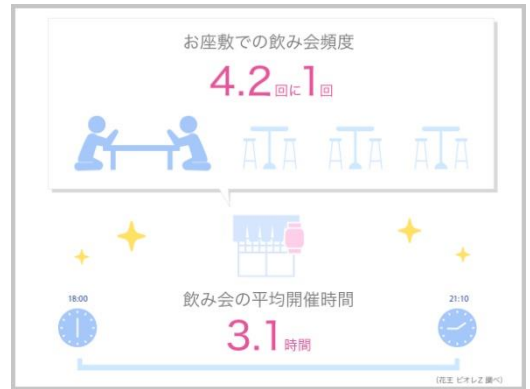 お座敷での飲み会頻度
4.2回に1回
18:00
飲み会の平均開催時間
21:10
3.1時間
(花王 ビオレZ 調べ)